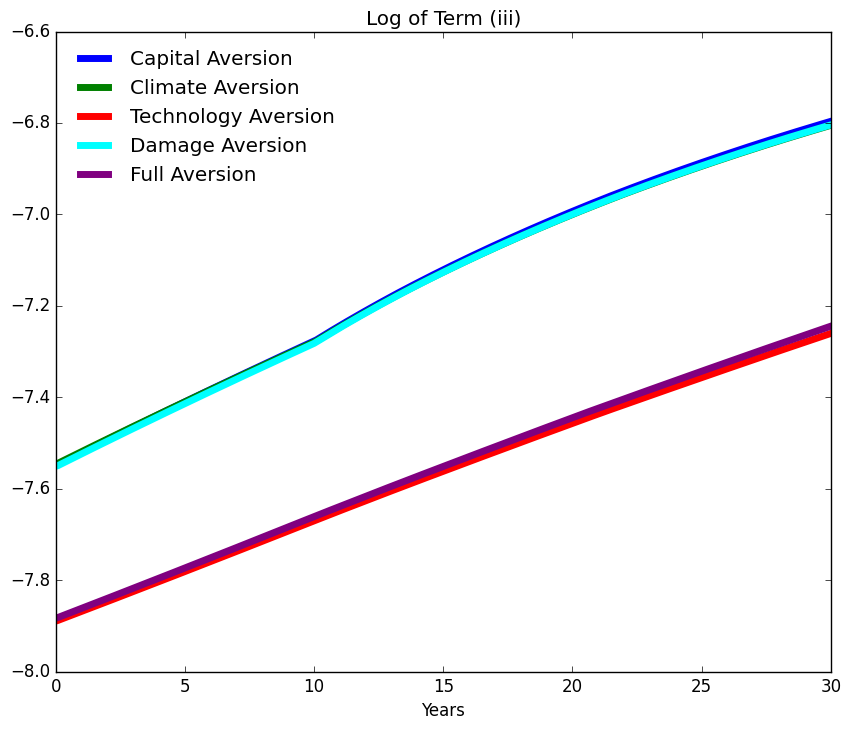 Log of Term (iii)
−6.6
−6.8
−7.0
−7.2
−7.4
−7.6
−7.8
−8.0
Capital Aversion
Climate Aversion
Technology Aversion
Damage Aversion
Full Aversion
0 5 10 15 20 25 30
Years